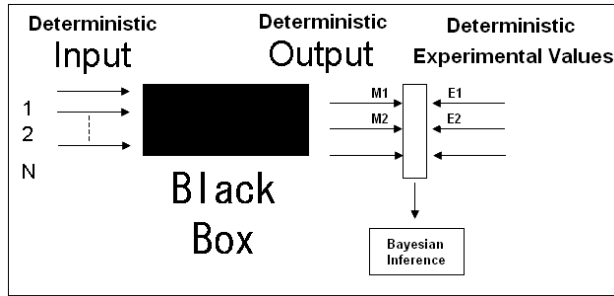 Deterministic
Input
1
2
N
Black
Box
Deterministic
Output
M1
M2
Deterministic
Experimental Values
E1
E2
Bayesian
Inference